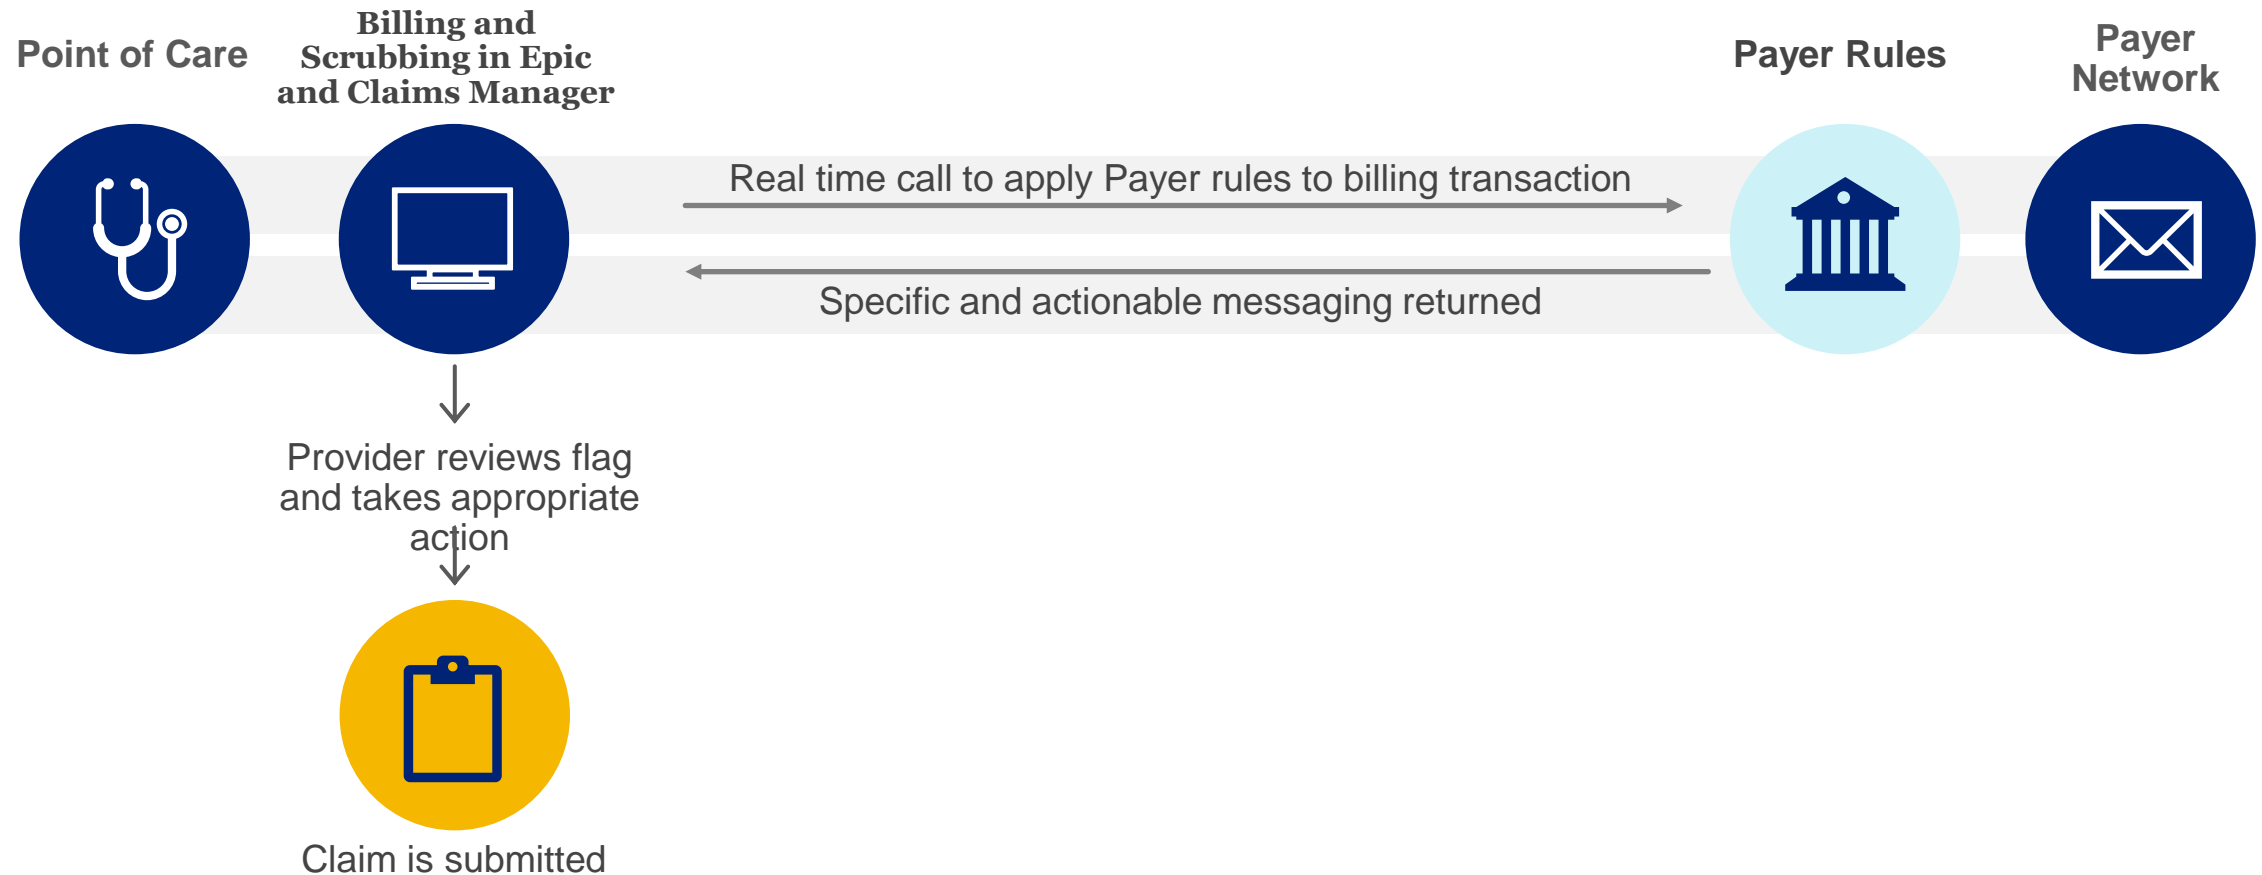 Point of Care
Billing and
Scrubbing in Epic
and Claims Manager
Payer Rules
Payer
Network
Real time call to apply Payer rules to billing transaction
Specific and actionable messaging returned
Provider reviews flag
and takes appropriate
action
Claim is submitted